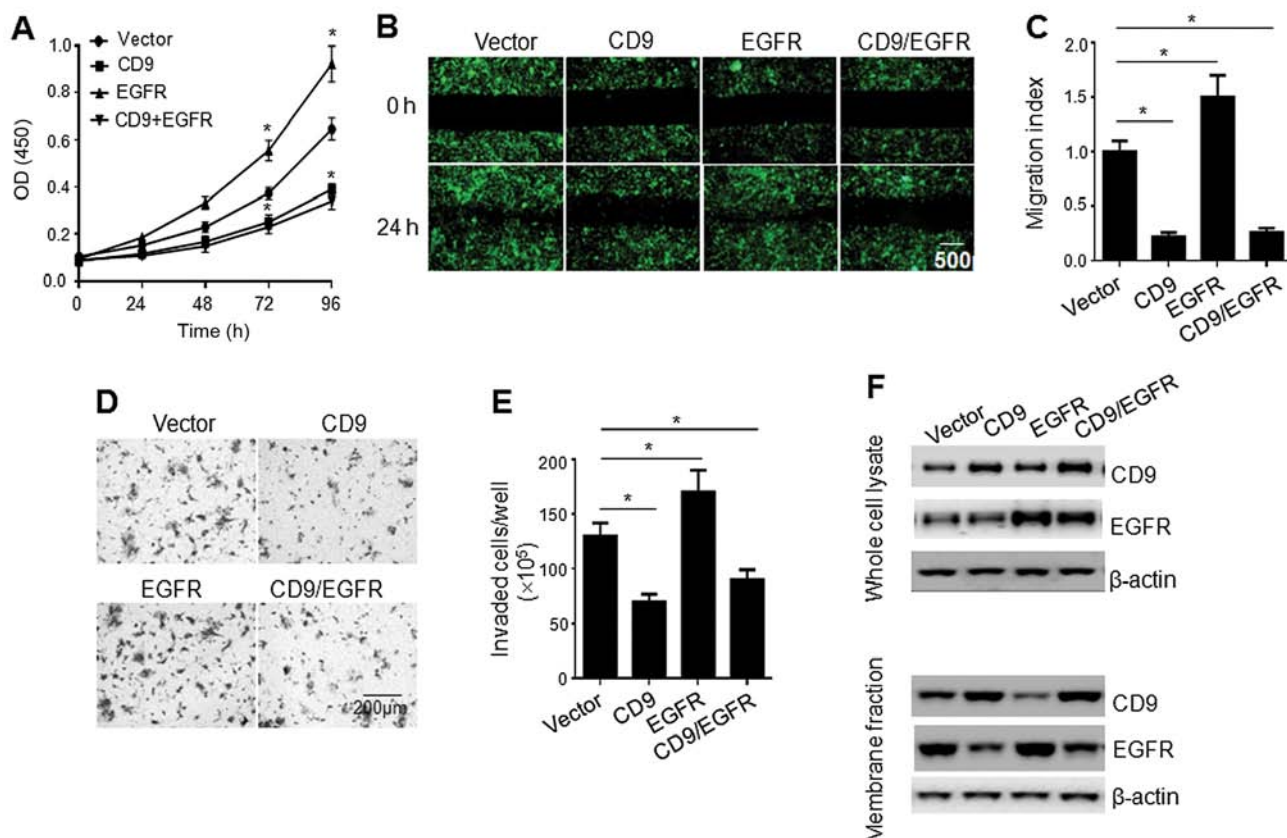 A
Vector
CD9
EGFR
CD9+EGFR
OD (450)
1.0
0.8
0.6
0.4
0.2
0.0
*
*
*
*
0
24
48
72
96
Time (h)
B
Vector
CD9
EGFR
CD9/EGFR
0 h
24 h
C
*
*
*
Migration index
2.0
1.5
1.0
0.5
0.0
Vector
CD9
EGFR
CD9/EGFR
D
Vector
CD9
EGFR
CD9/EGFR
200μm
E
*
*
*
Invaded cells/well
(×10⁵)
200
150
100
50
0
Vector
CD9
EGFR
CD9/EGFR
F
Vector
CD9
EGFR
CD9/EGFR
Whole cell lysate
CD9
EGFR
β-actin
Membrane fraction
CD9
EGFR
β-actin